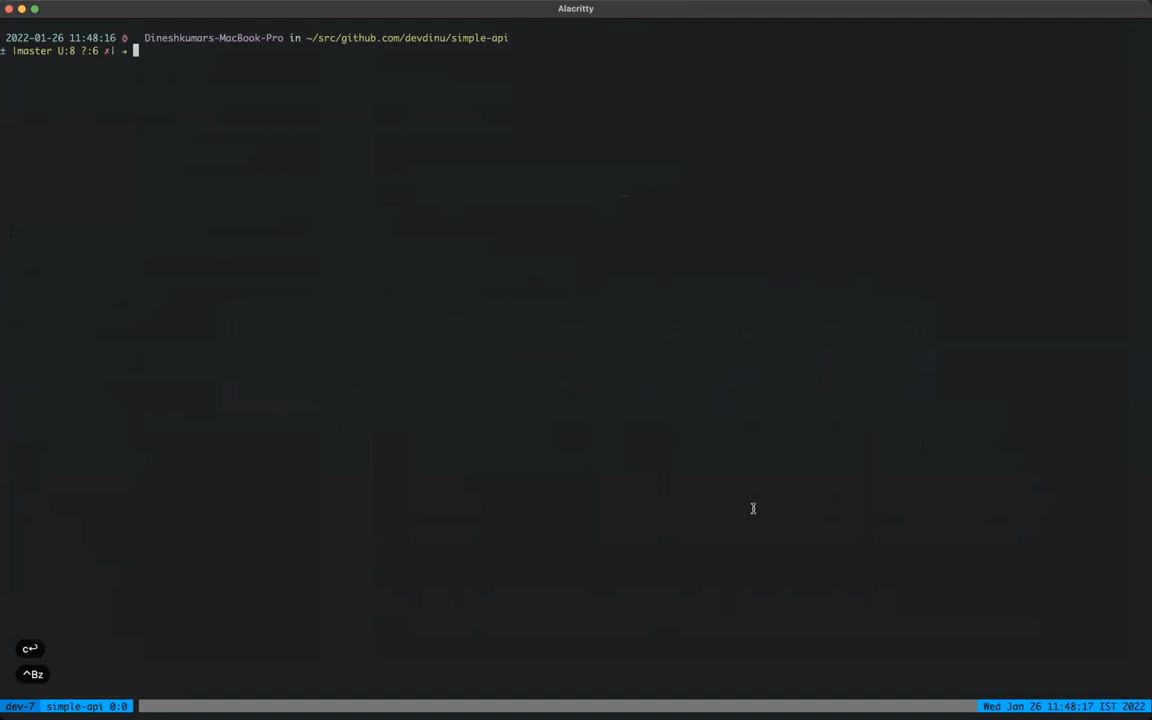 Alacritty
2022-01-26 11:48:16 Dineshkumars-MacBook-Pro in ~/src/github.com/devdinu/simple-api
± |master U:8 ?:6 ✗| →
c↩
^Bz
dev-7 simple-api 0:0 Wed Jan 26 11:48:17 IST 2022